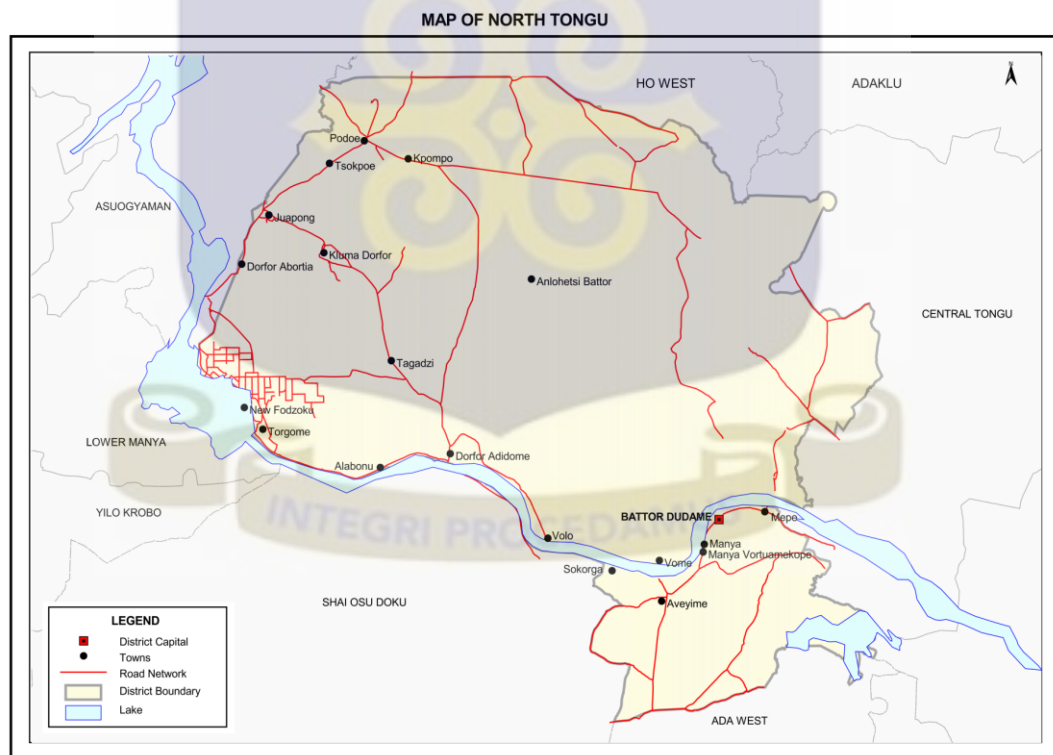 MAP OF NORTH TONGU
HO WEST
ADAKLU
N
Podoe
Kpompo
Tsokpoe
ASUOGYAMAN
Juapong
Kluma Dorfor
Dorfor Abortia
Anlohetsi Battor
CENTRAL TONGU
Tagadzi
New Fodzoku
Torgome
LOWER MANYA
Dorfor Adidome
Alabonu
YILO KROBO
INTEGRI PROCEDAMUS
BATTOR DUDAME
Mepe
Volo
Manya
Manya Vortuamekope
Vome
Sokorga
SHAI OSU DOKU
Aveyime
LEGEND
District Capital
Towns
Road Network
District Boundary
Lake
ADA WEST